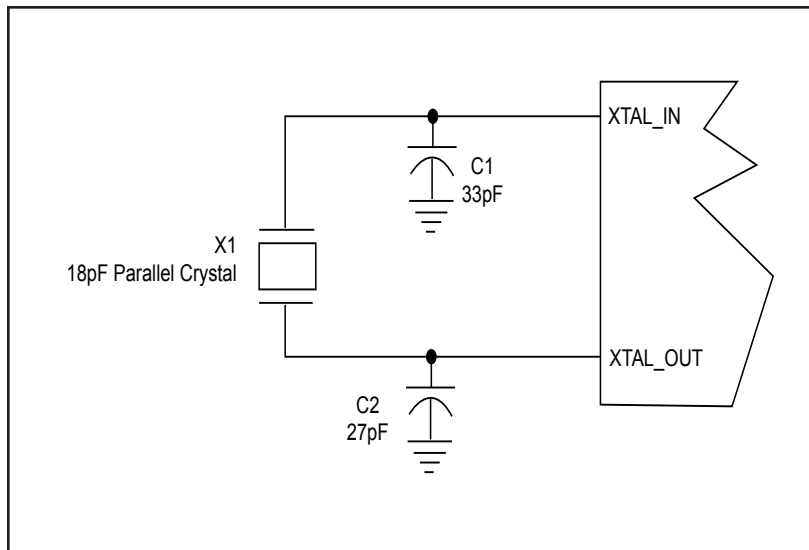 XTAL_IN
C1
33pF
X1
18pF Parallel Crystal
XTAL_OUT
C2
27pF